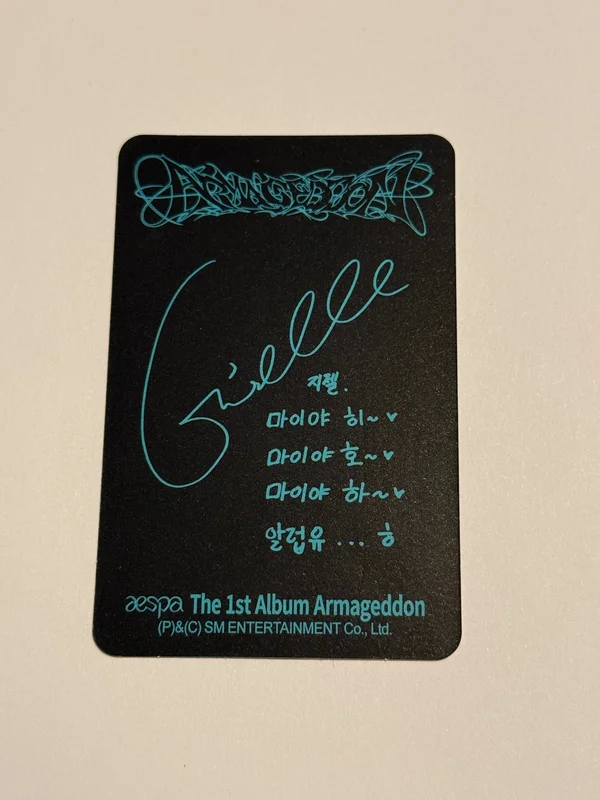 ARMAGEDDON
Giselle
지젤.
마이야 히~♥
마이야 호~♥
마이야 하~♥
알럽유... ㅎ
aespa The 1st Album Armageddon
(P)&(C) SM ENTERTAINMENT Co., Ltd.